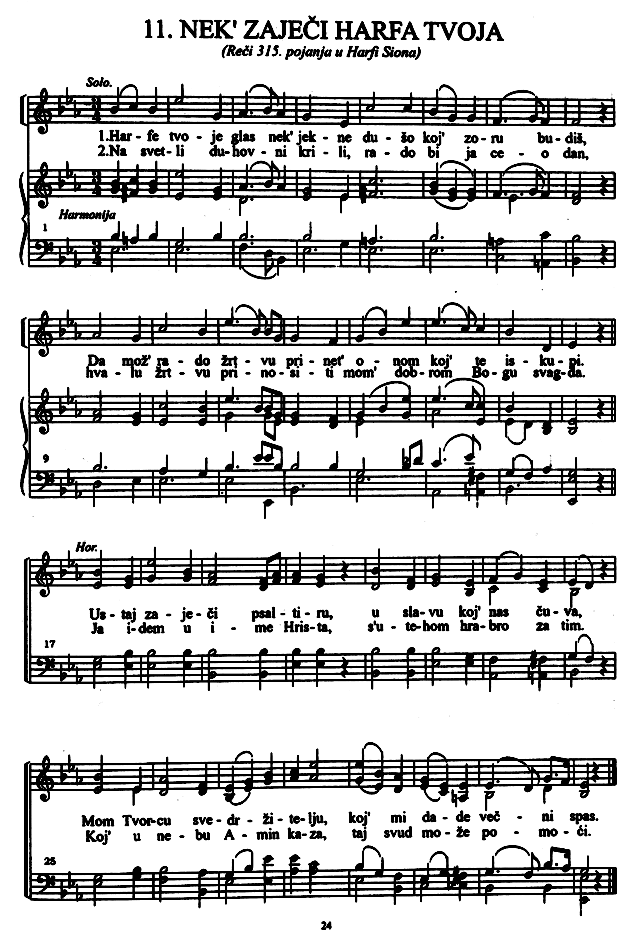 11. NEK' ZAJEČI HARFA TVOJA
(Reči 315. pojanja u Harfi Siona)
Solo.
1.Har- fe tvo - je glas nek' jek - ne du - šo koj' zo - ru bu - diš,
2.Na sve t- li du-hov - ni kri - li, ra - do bi ja ce - o dan,
Harmonija
1
Da mož' ra - do žrt - vu pri - net' o - nom koj' te is - ku - pi.
hva - lu žrt - vu pri - no - si - ti mom' dob - rom Bo - gu svag - da.
9
Hor.
Us - taj za - je - či psal - ti - ru, u sla - vu koj' nas ču - va,
Ja i - dem u i - me Hris - ta, s'u - te - hom hra - bro za tim.
17
Mom Tvor - cu sve - dr - ži - te - lju, koj' mi da - de več - ni spas.
Koj' u ne - bu A - min ka - za, taj svud mo - že po - mo - ći.
25
24